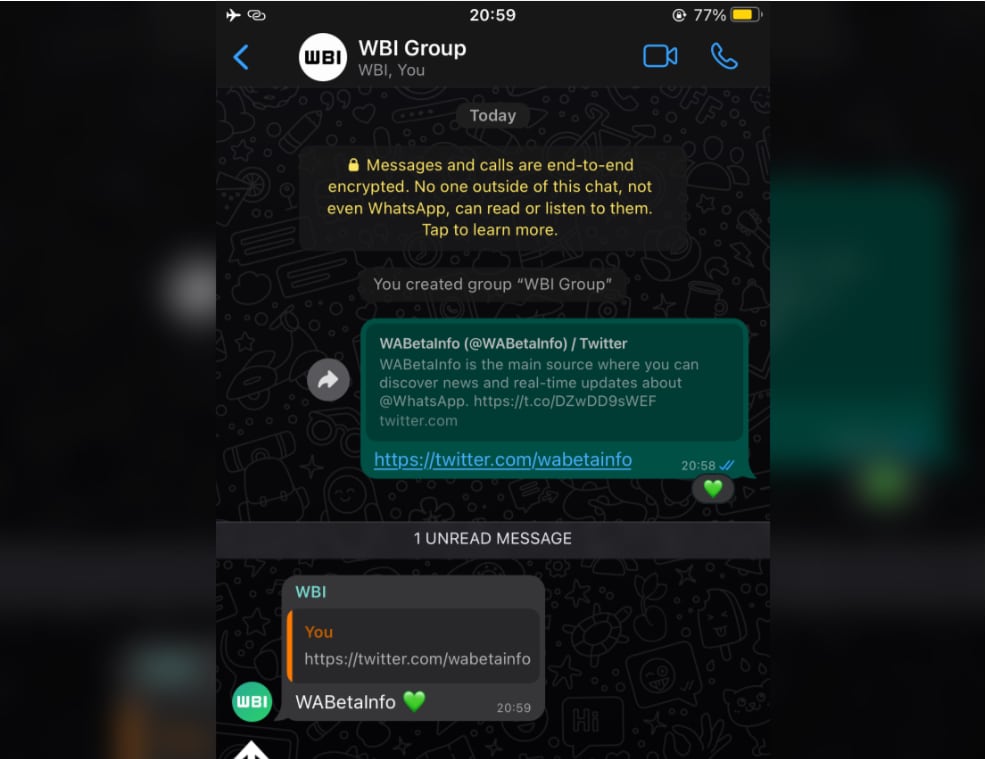 20:59
77%
WBI
WBI Group
WBI, You
Today
Messages and calls are end-to-end
encrypted. No one outside of this chat, not
even WhatsApp, can read or listen to them.
Tap to learn more.
You created group “WBI Group”
WABetaInfo (@WABetaInfo) / Twitter
WABetaInfo is the main source where you can
discover news and real-time updates about
@WhatsApp. https://t.co/DZwDD9sWEF
twitter.com
https://twitter.com/wabetainfo
20:58
1 UNREAD MESSAGE
WBI
You
https://twitter.com/wabetainfo
WBI
WABetaInfo 💚
20:59
Hi